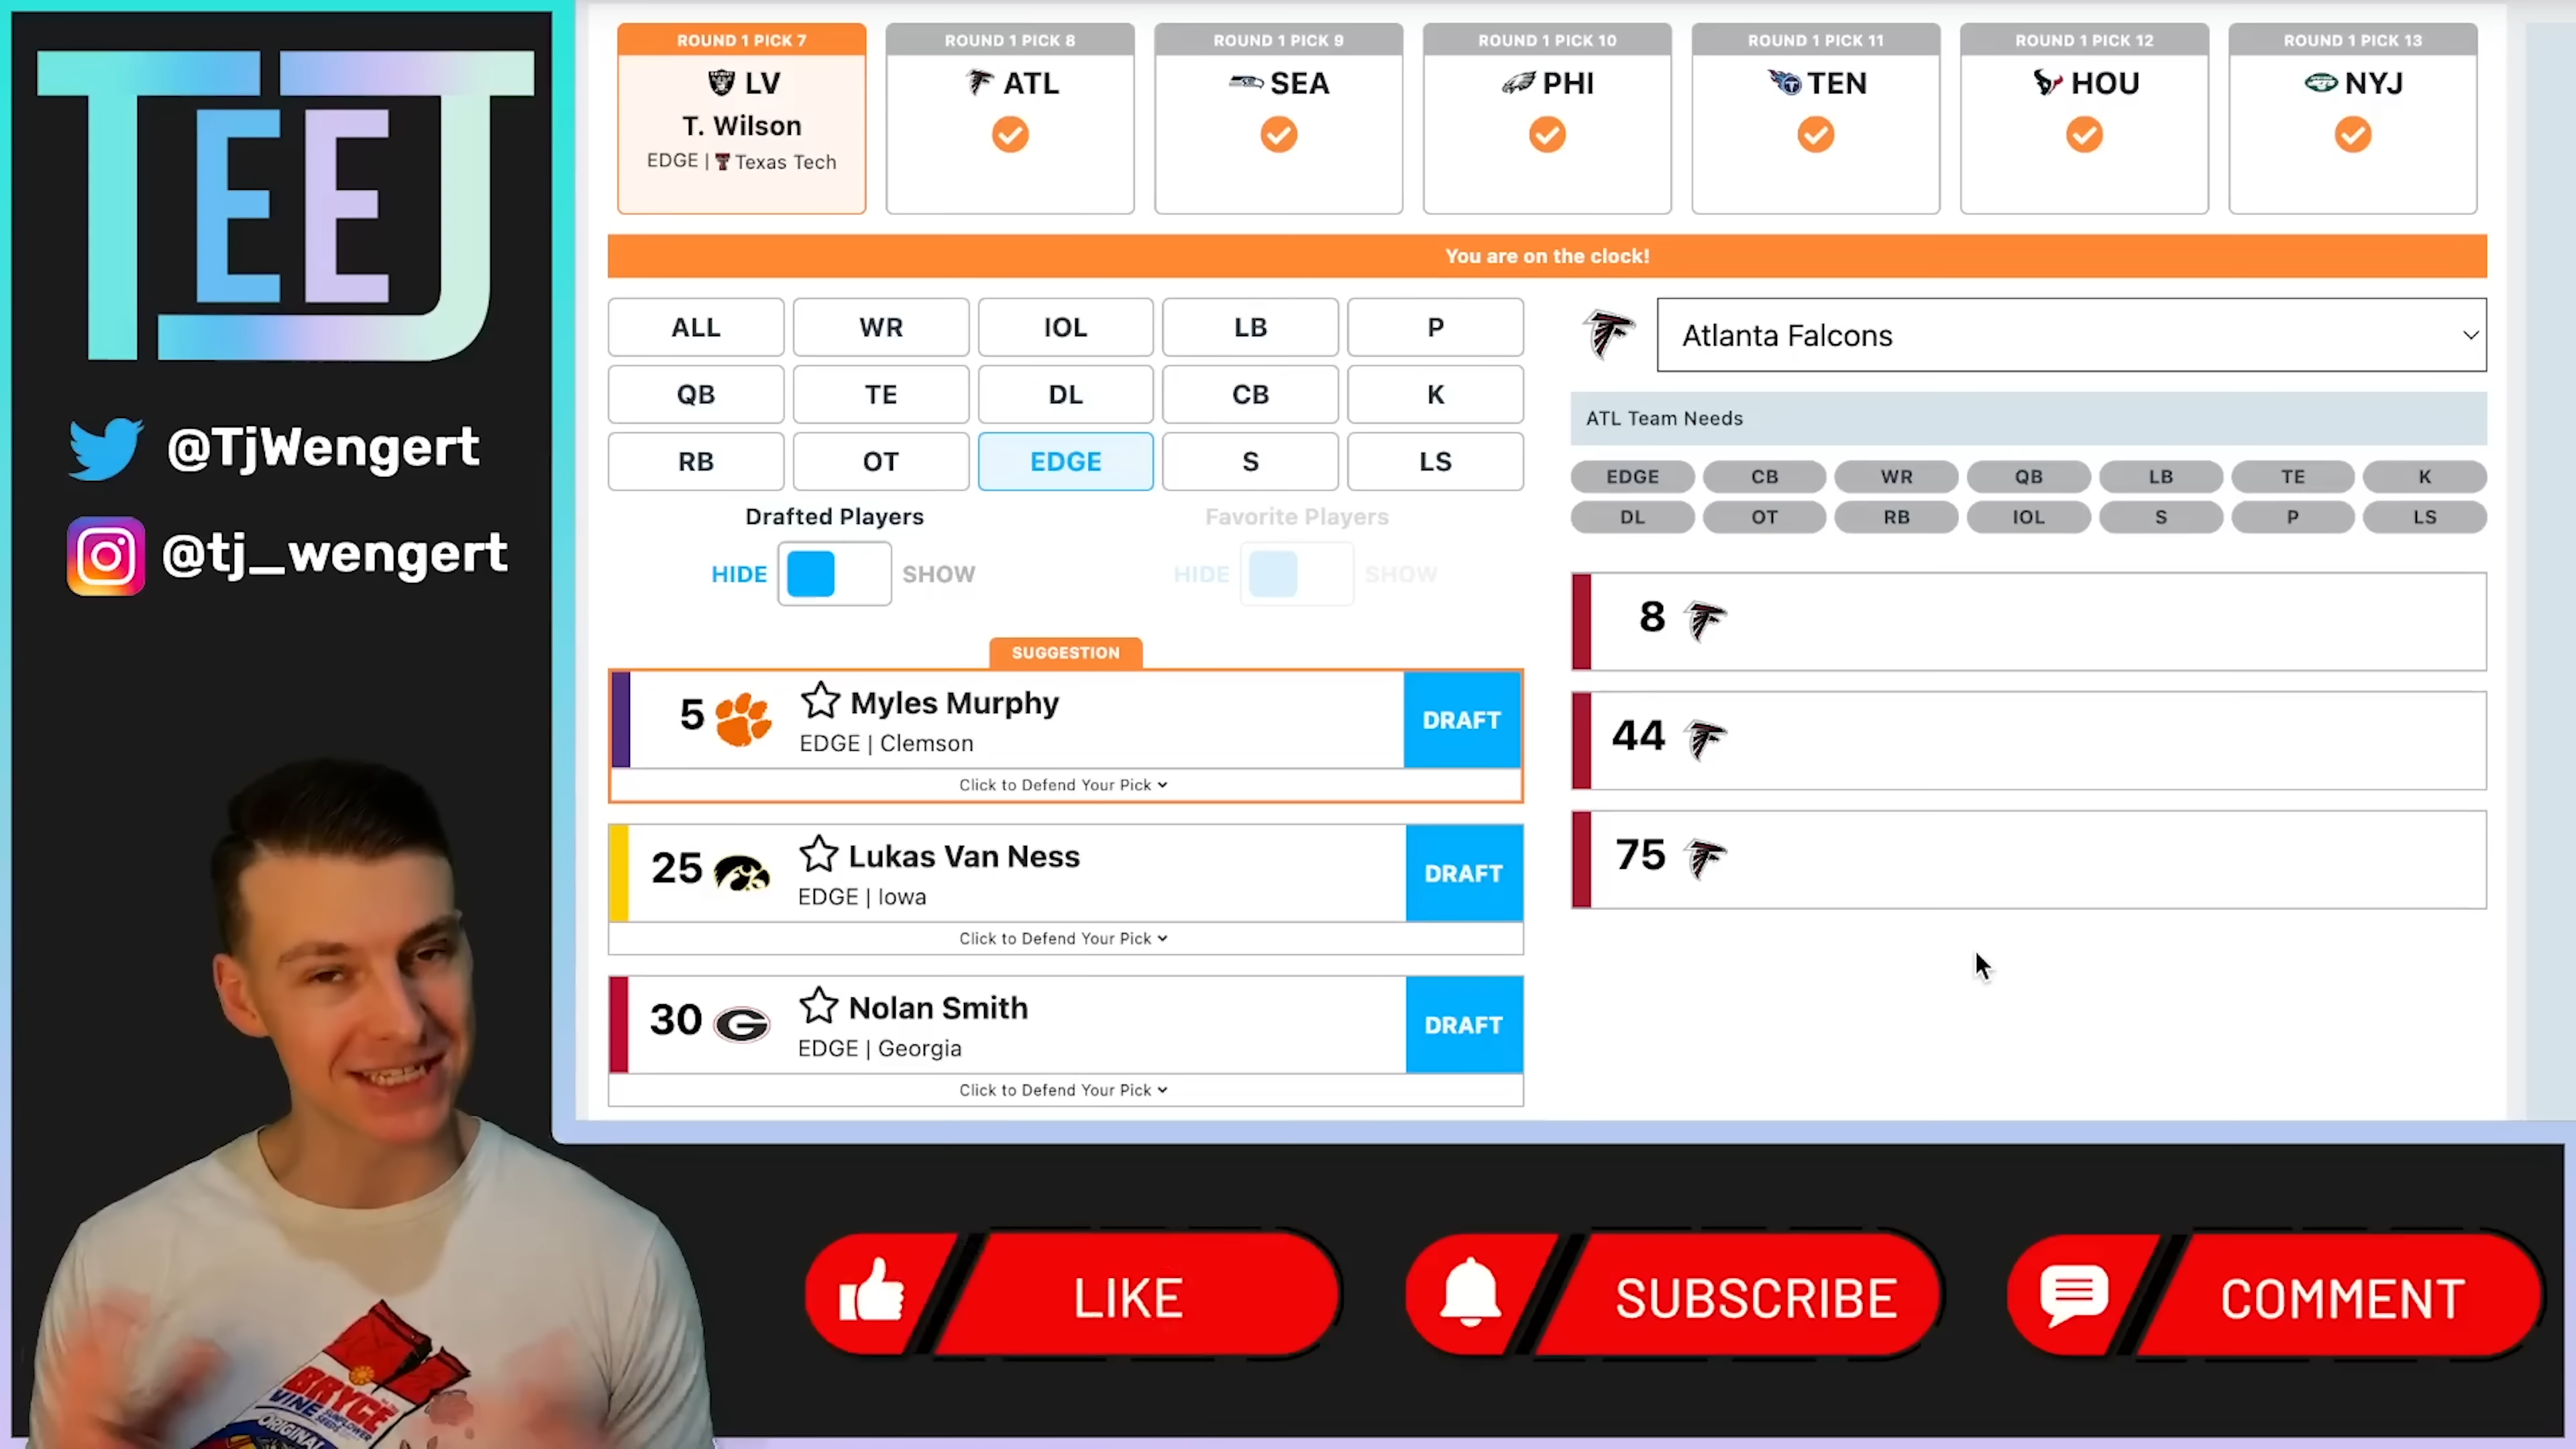 TEEJ
@TjWengert
@tj_wengert
ROUND 1 PICK 7
LV
T. Wilson
EDGE | Texas Tech
ROUND 1 PICK 8
ATL
ROUND 1 PICK 9
SEA
ROUND 1 PICK 10
PHI
ROUND 1 PICK 11
TEN
ROUND 1 PICK 12
HOU
ROUND 1 PICK 13
NYJ
You are on the clock!
ALL WR IOL LB P
QB TE DL CB K
RB OT EDGE S LS
Drafted Players
HIDE SHOW
Favorite Players
HIDE SHOW
SUGGESTION
5 Myles Murphy
EDGE | Clemson
DRAFT
Click to Defend Your Pick
25 Lukas Van Ness
EDGE | Iowa
DRAFT
Click to Defend Your Pick
30 G Nolan Smith
EDGE | Georgia
DRAFT
Click to Defend Your Pick
Atlanta Falcons
ATL Team Needs
EDGE CB WR QB LB TE K
DL OT RB IOL S P LS
8
44
75
BRYCE
VINE
SUNFLOWER
SEEDS
ORIGINAL
LIKE
SUBSCRIBE
COMMENT